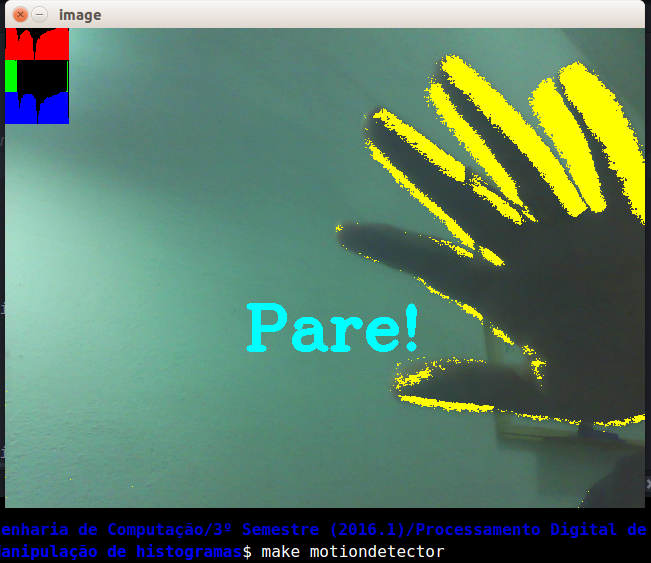 image
Pare!
enharia de Computação/3º Semestre (2016.1)/Processamento Digital de
anipulação de histogramas$ make motiondetector